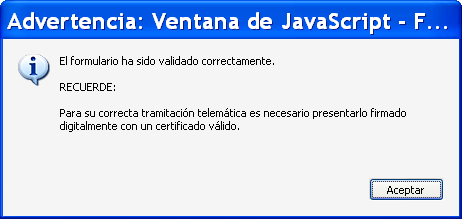 Advertencia: Ventana de JavaScript - F...
El formulario ha sido validado correctamente.
RECUERDE:
Para su correcta tramitación telemática es necesario presentarlo firmado
digitalmente con un certificado válido.
Aceptar